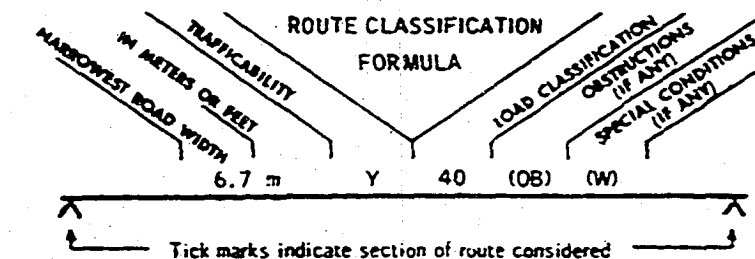 ROUTE CLASSIFICATION
FORMULA
NARROWEST ROAD WIDTH
IN METERS OR FEET
TRAFFICABILITY
LOAD CLASSIFICATION
OBSTRUCTIONS
(IF ANY)
SPECIAL CONDITIONS
(IF ANY)
6.7 m Y 40 (OB) (W)
Tick marks indicate section of route considered